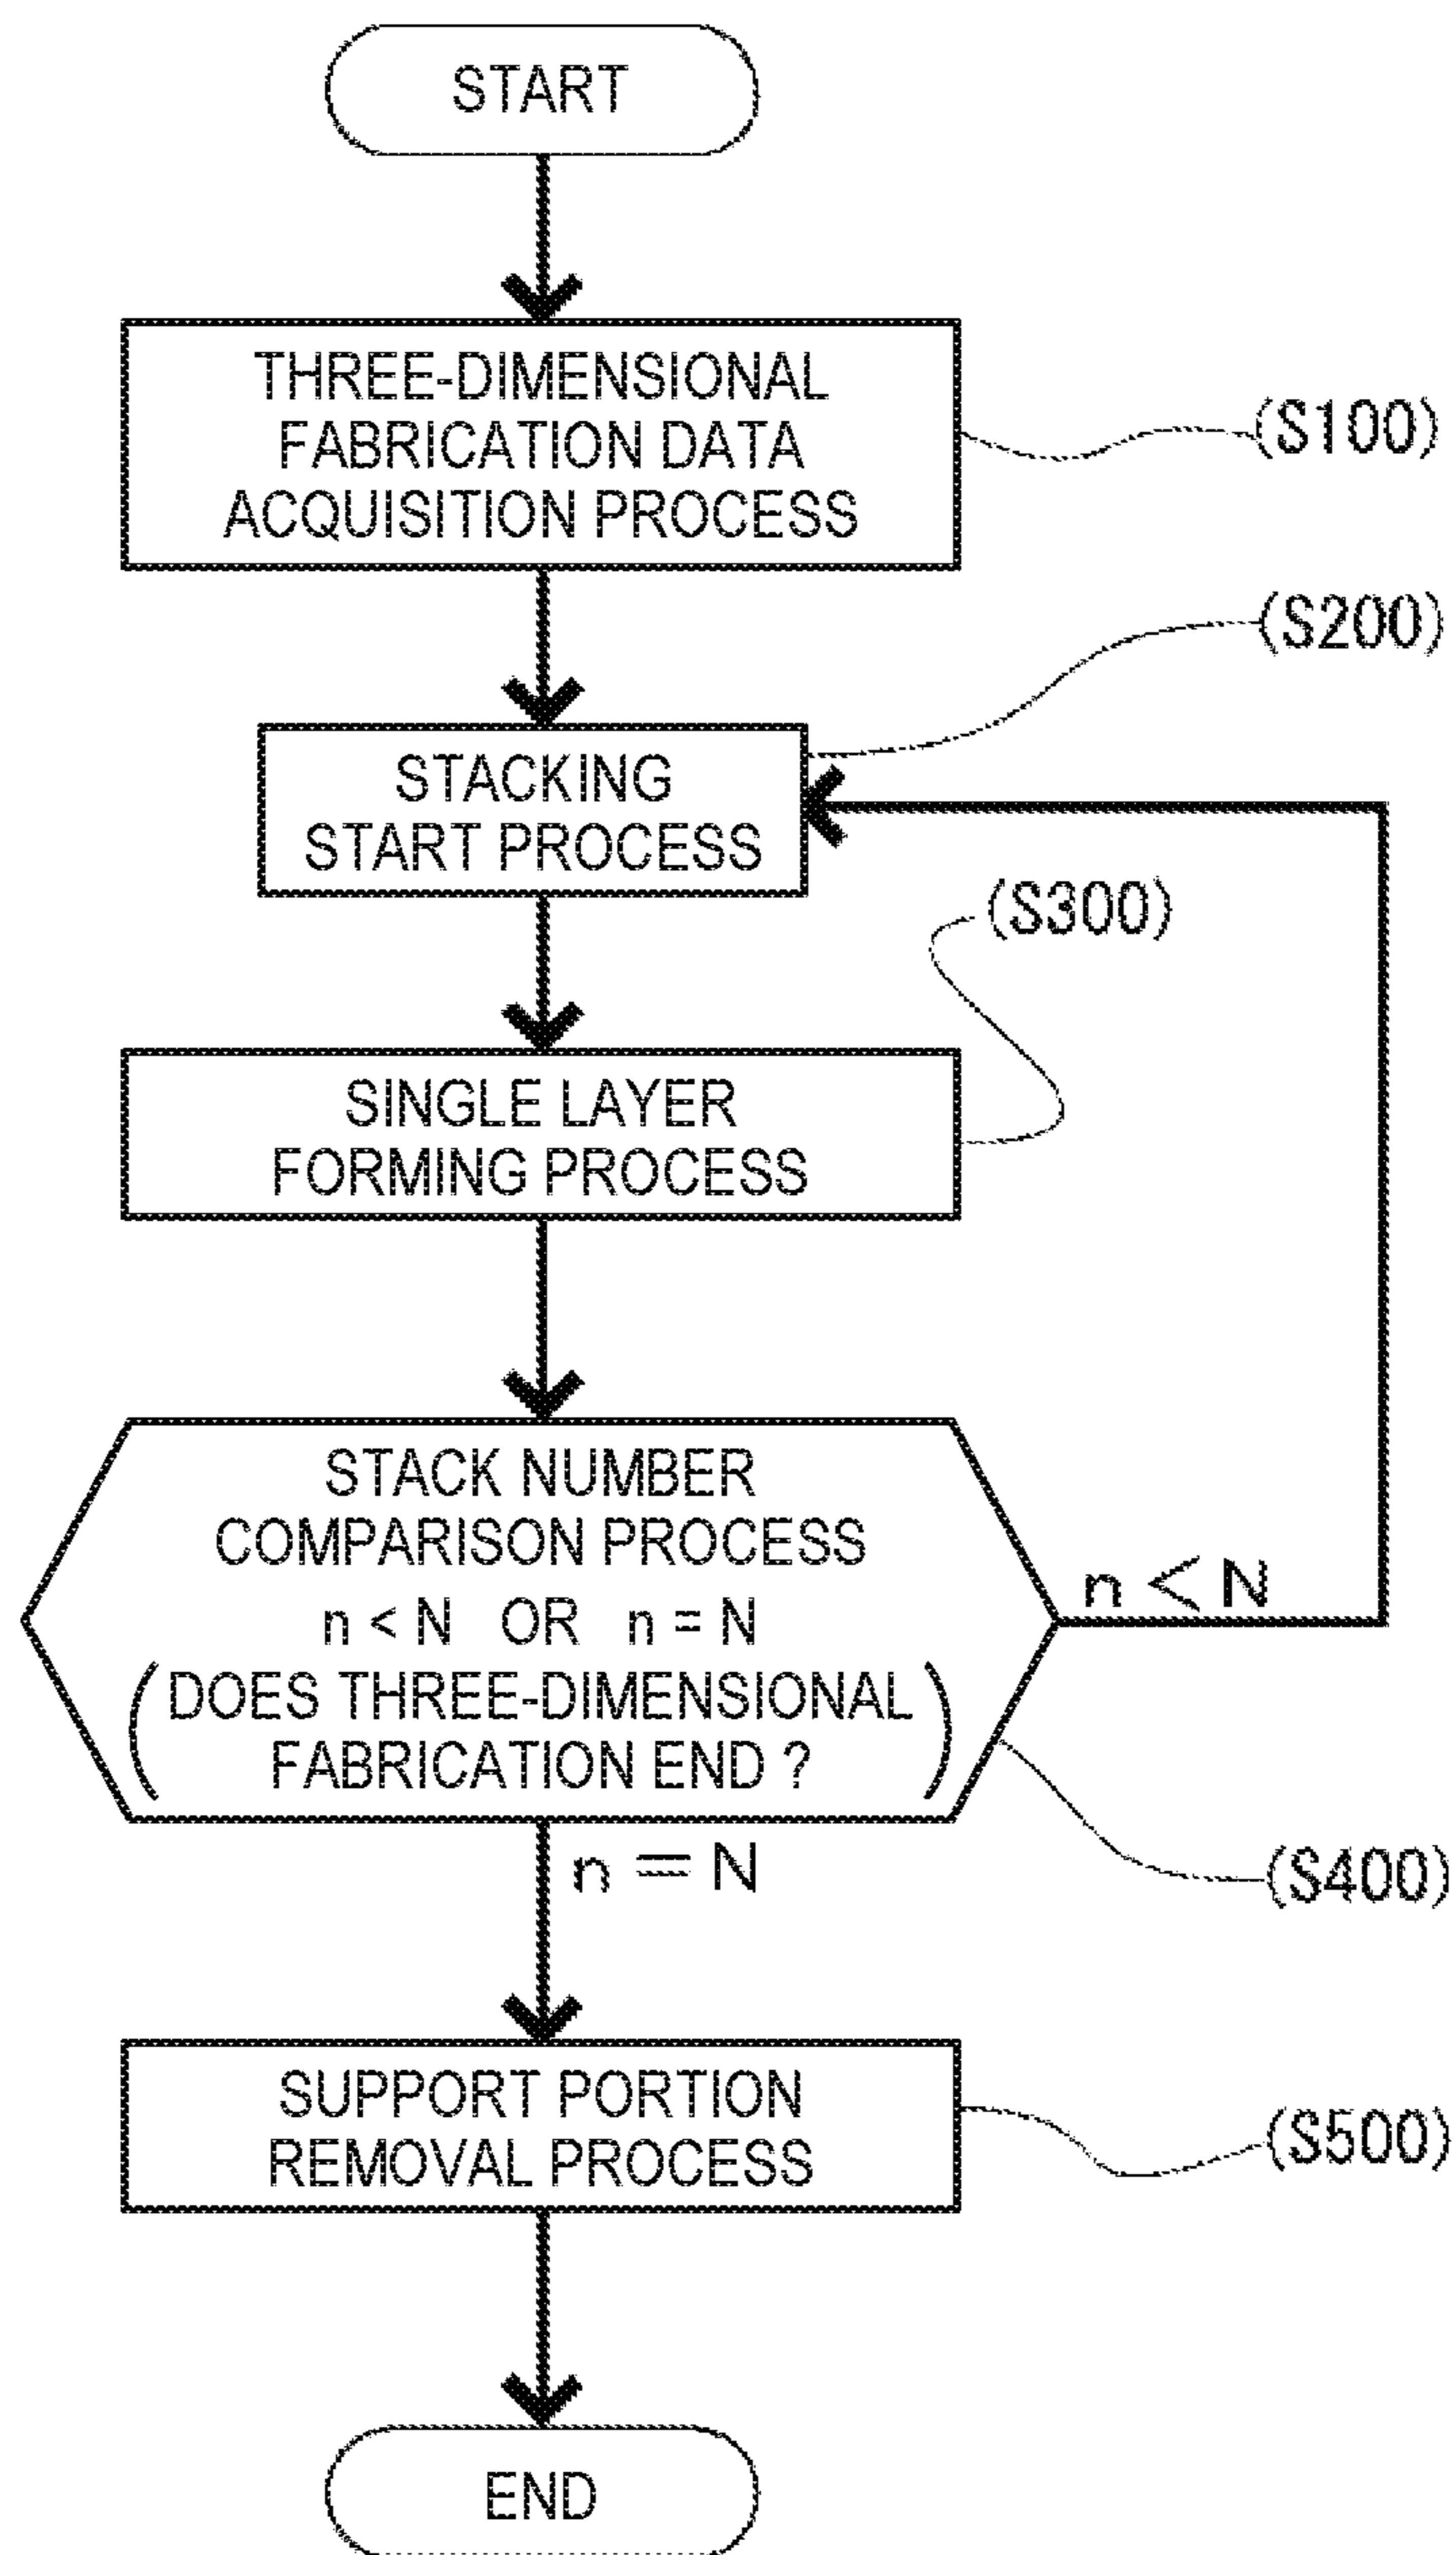 START
THREE-DIMENSIONAL
FABRICATION DATA
ACQUISITION PROCESS
(S100)
(S200)
STACKING
START PROCESS
(S300)
SINGLE LAYER
FORMING PROCESS
STACK NUMBER
COMPARISON PROCESS
n < N OR n = N
(DOES THREE-DIMENSIONAL
FABRICATION END ?)
n < N
(S400)
n = N
SUPPORT PORTION
REMOVAL PROCESS
(S500)
END